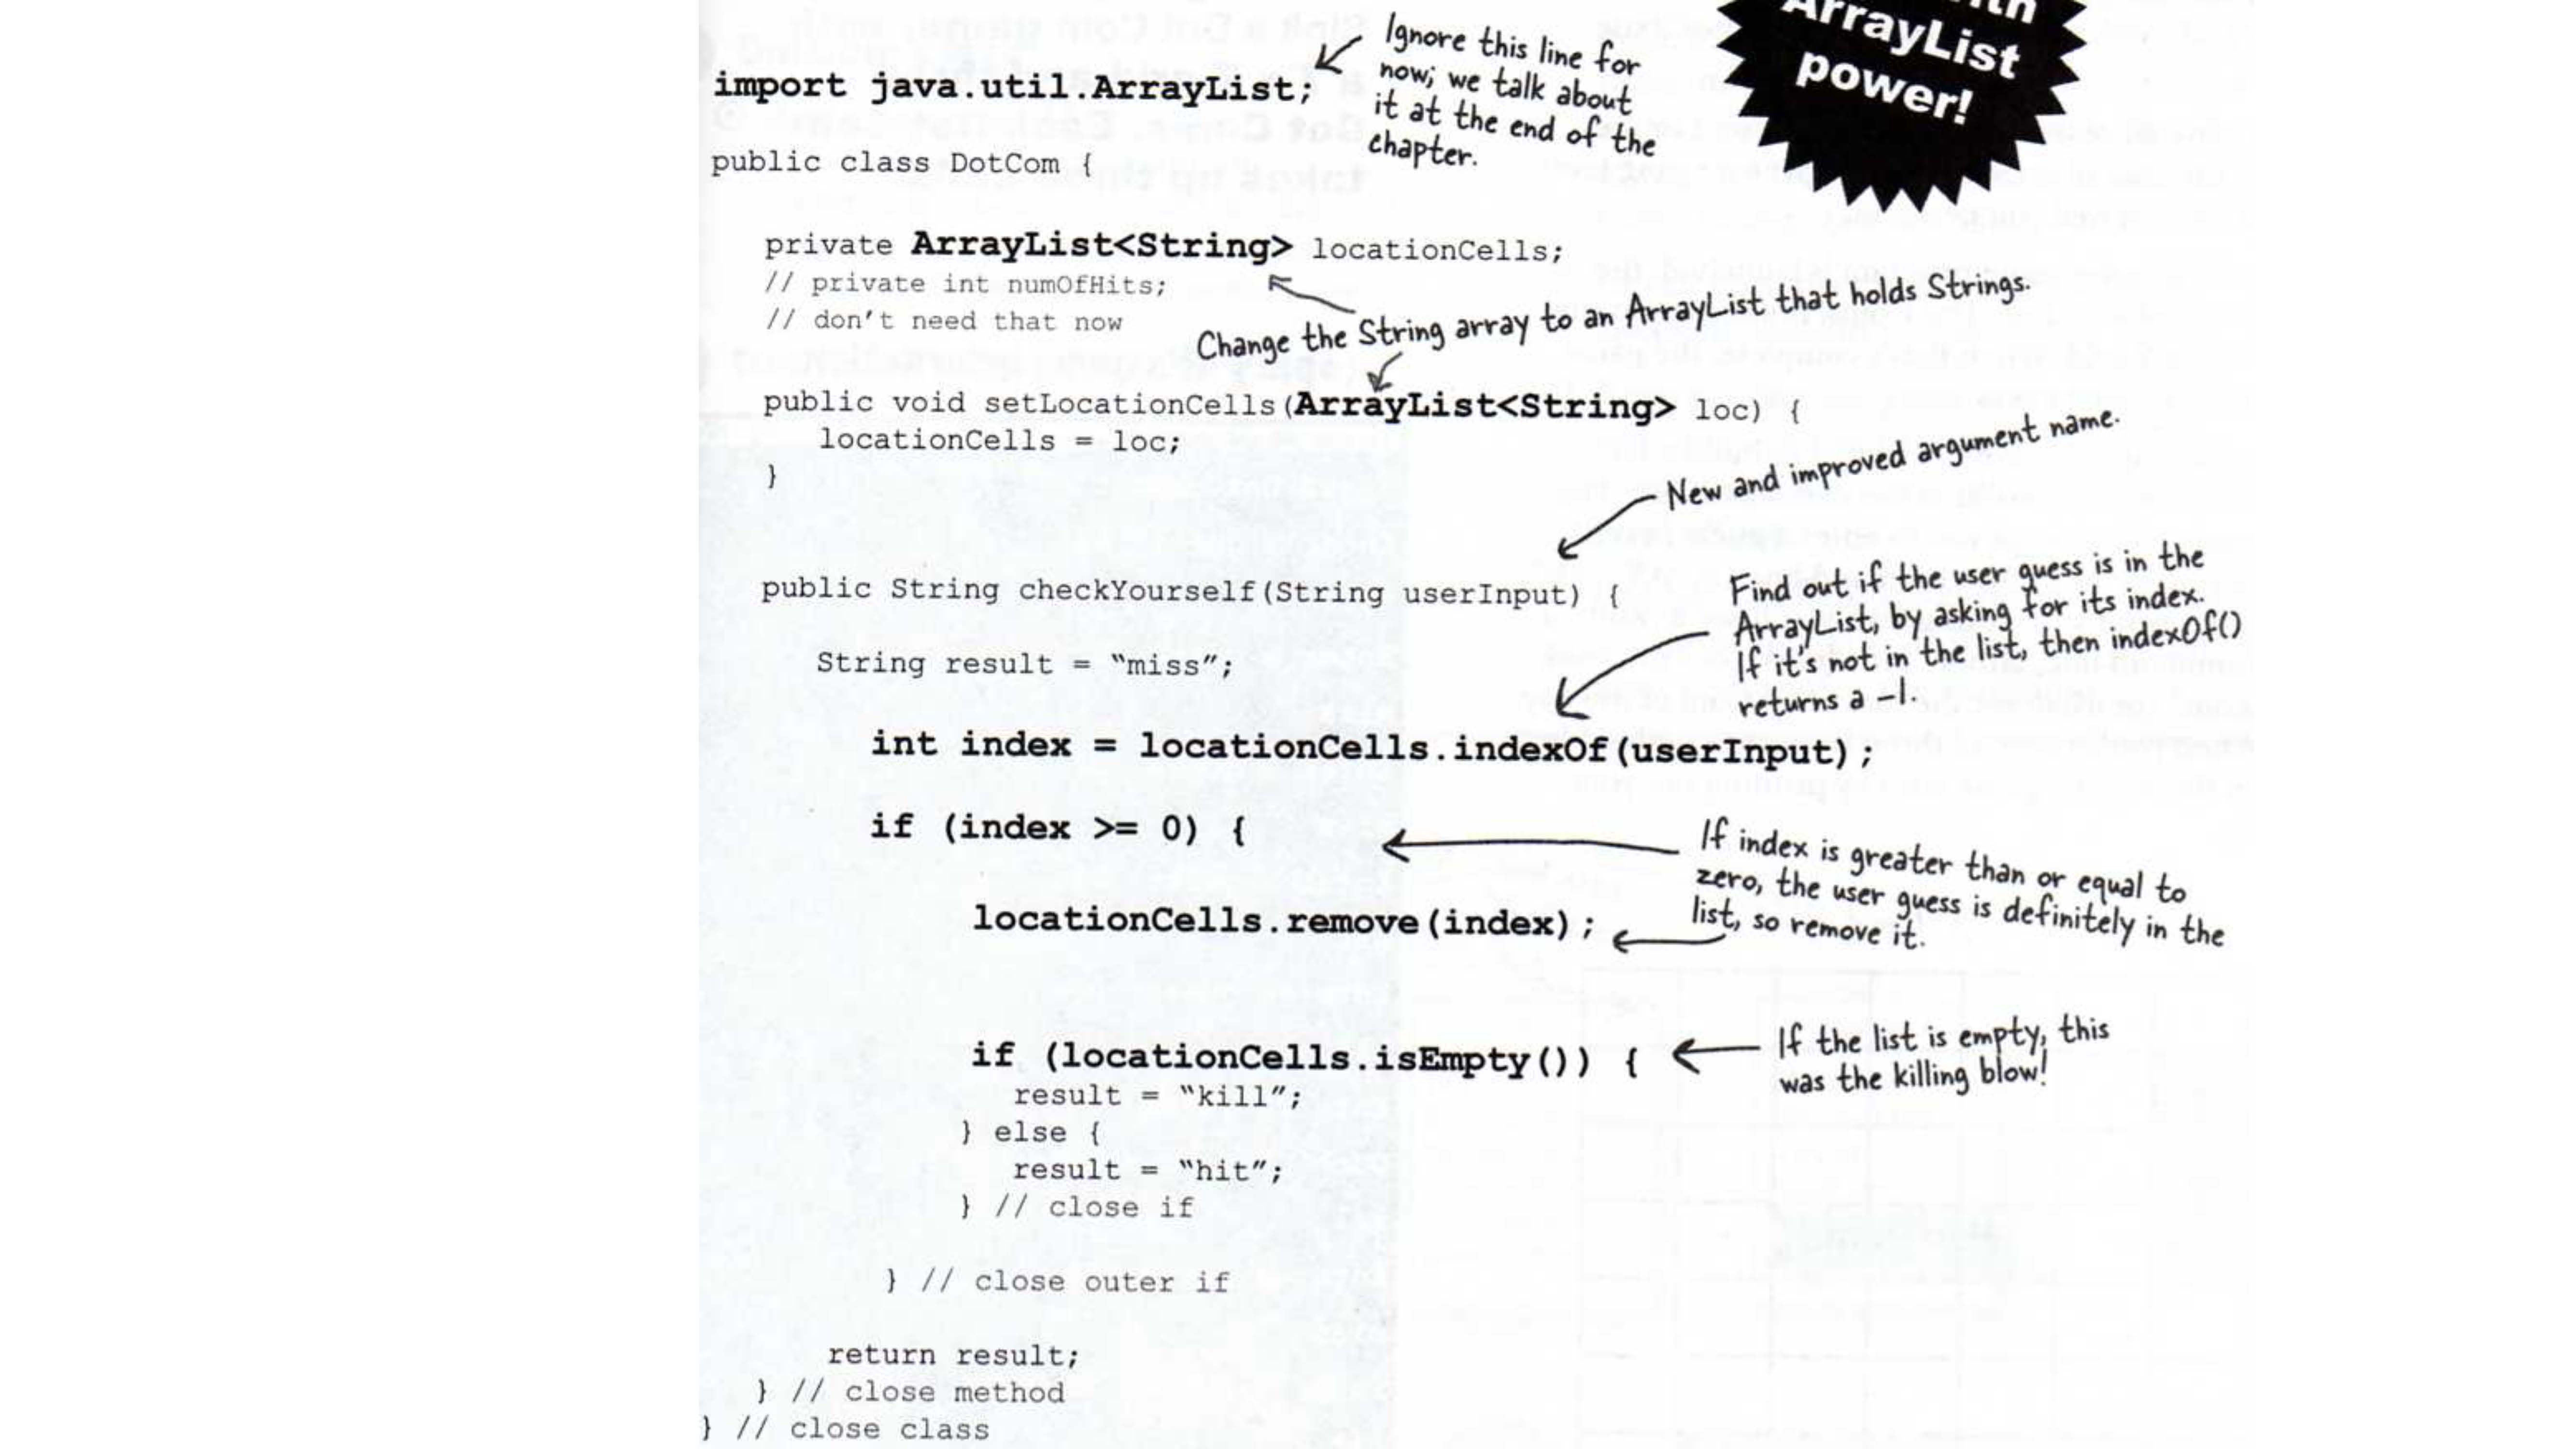 ArrayList
power!
import java.util.ArrayList;
Ignore this line for
now; we talk about
it at the end of the
chapter.
public class DotCom {
private ArrayList<String> locationCells;
// private int numOfHits;
// don't need that now
Change the String array to an ArrayList that holds Strings.
public void setLocationCells(ArrayList<String> loc) {
locationCells = loc;
}
New and improved argument name.
public String checkYourself(String userInput) {
Find out if the user guess is in the
ArrayList, by asking for its index.
If it's not in the list, then indexOf()
returns a -1.
String result = “miss”;
int index = locationCells.indexOf(userInput);
if (index >= 0) {
If index is greater than or equal to
zero, the user guess is definitely in the
list, so remove it.
locationCells.remove(index);
if (locationCells.isEmpty()) {
If the list is empty, this
was the killing blow!
result = “kill”;
} else {
result = “hit”;
} // close if
} // close outer if
return result;
} // close method
} // close class